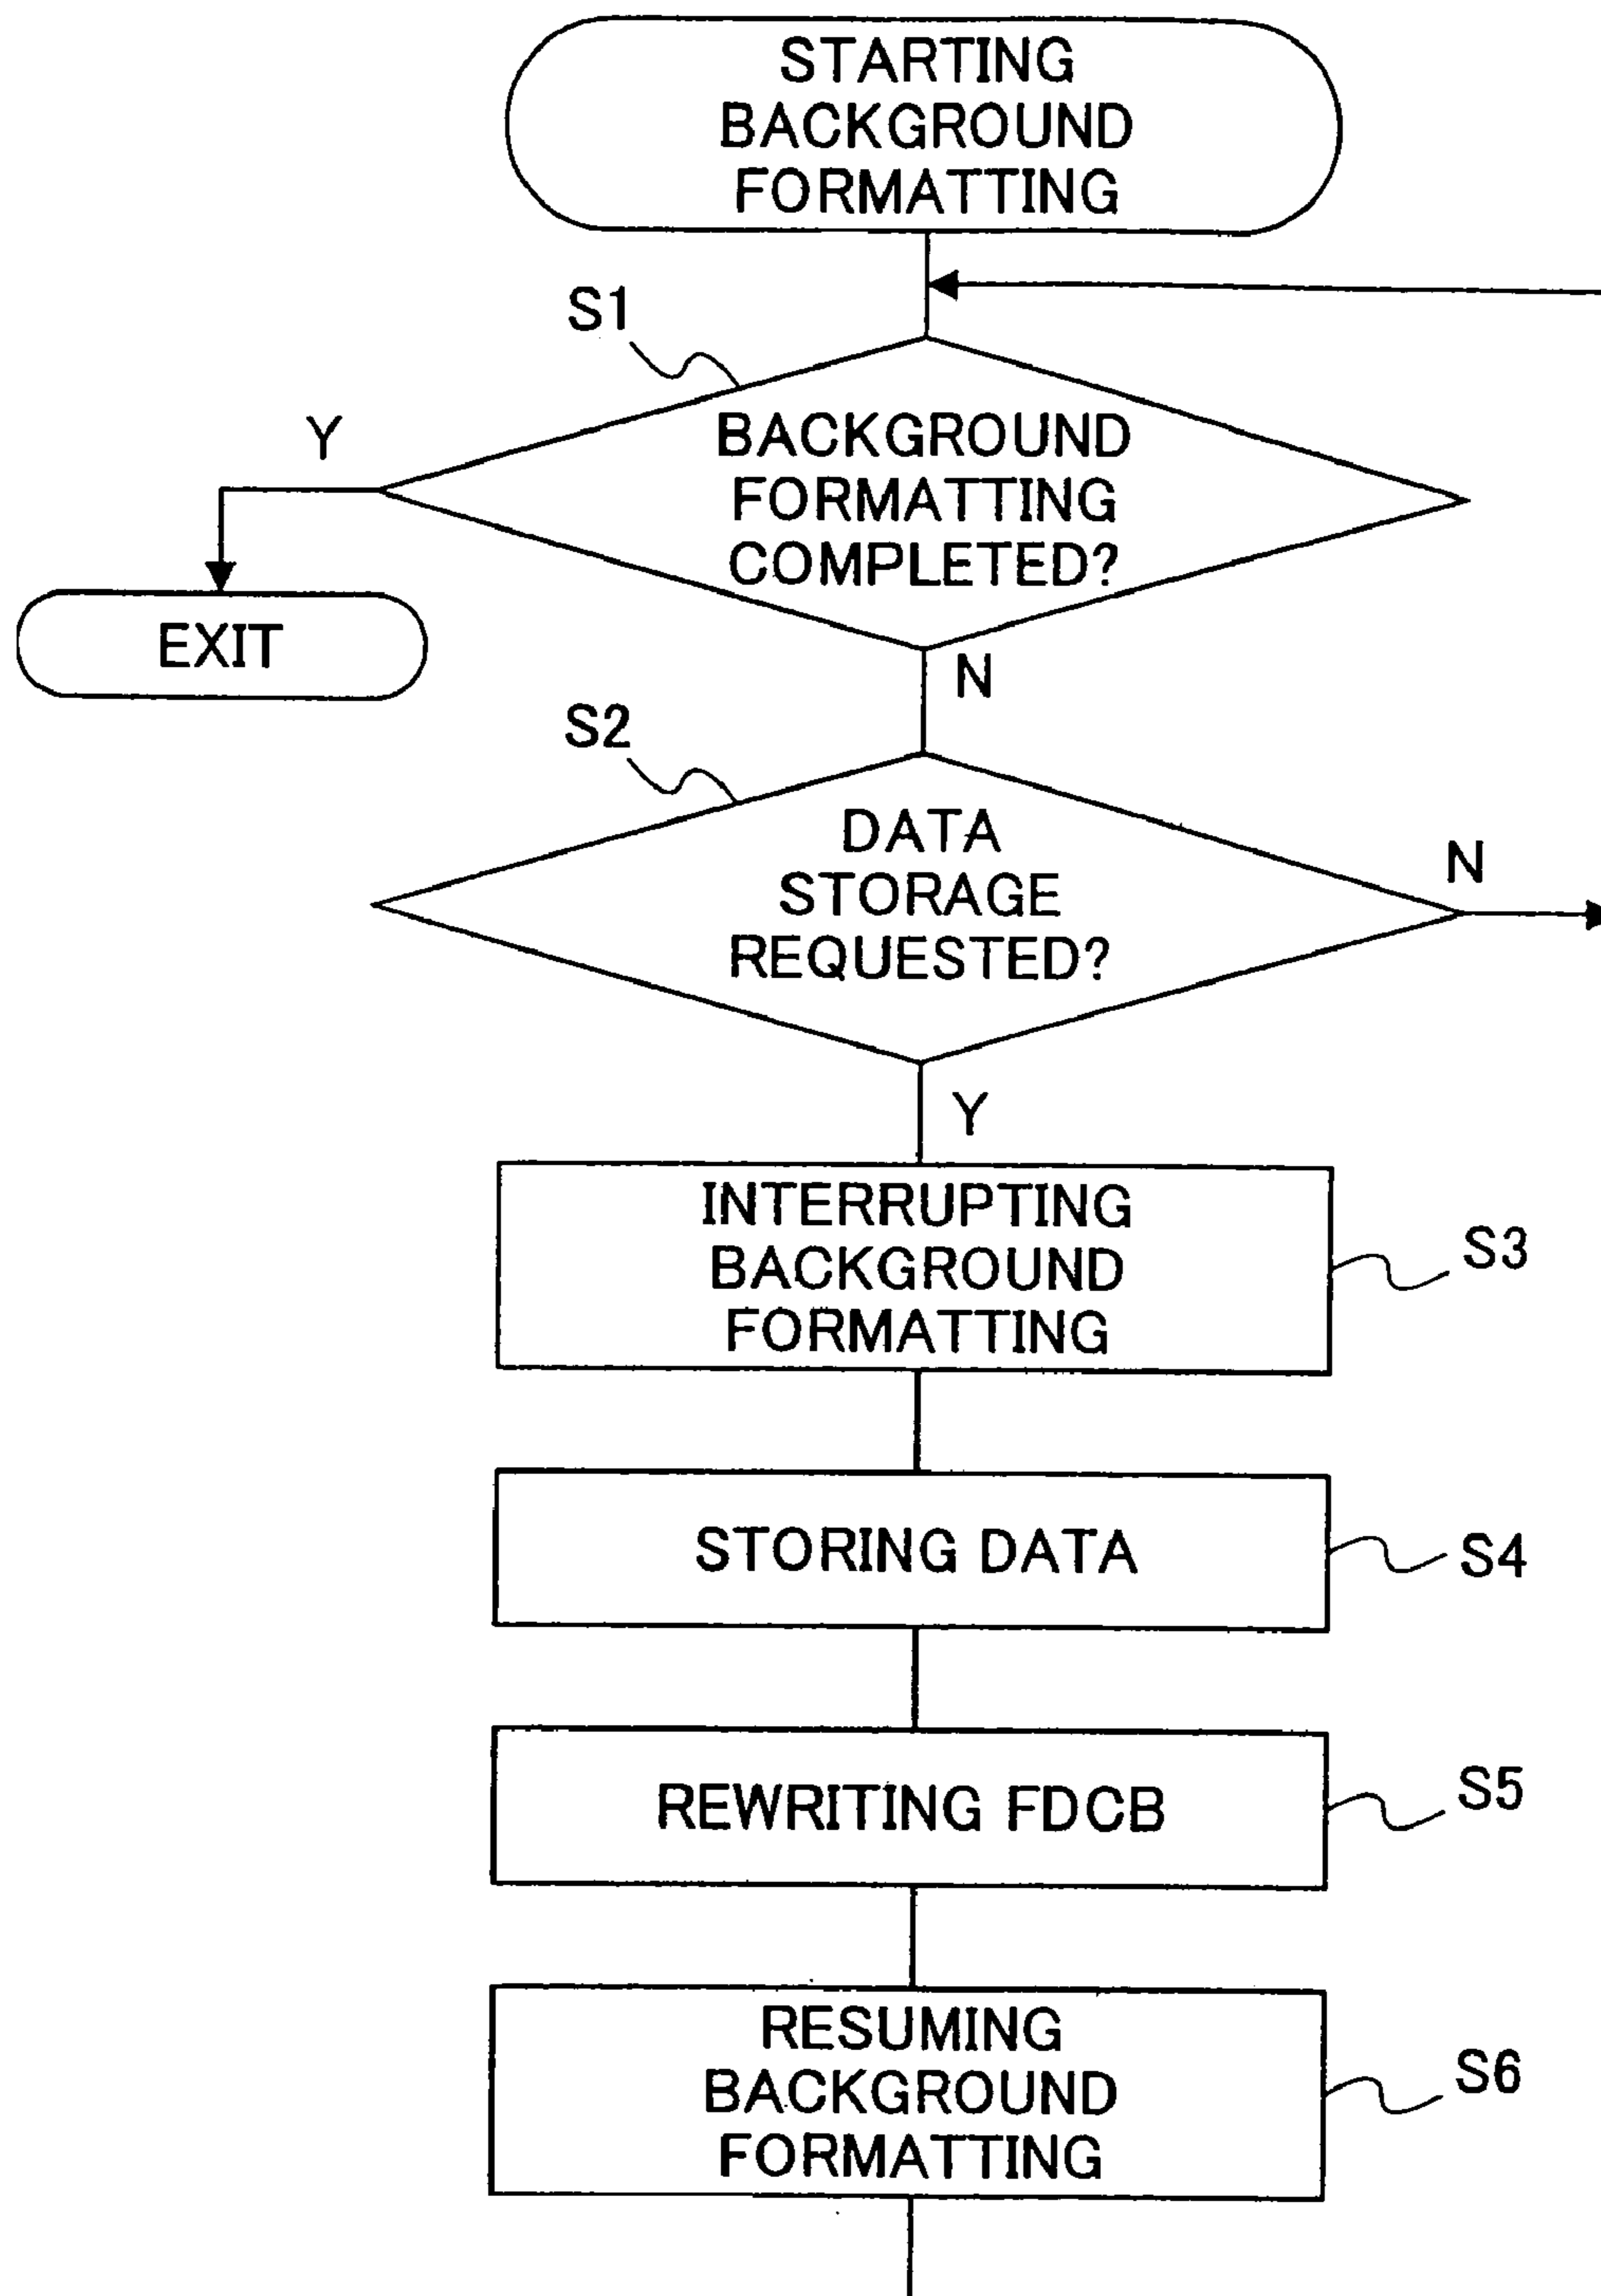 STARTING
BACKGROUND
FORMATTING
S1
Y
BACKGROUND
FORMATTING
COMPLETED?
EXIT
N
S2
DATA
STORAGE
REQUESTED?
N
Y
INTERRUPTING
BACKGROUND
FORMATTING
S3
STORING DATA
S4
REWRITING FDCB
S5
RESUMING
BACKGROUND
FORMATTING
S6